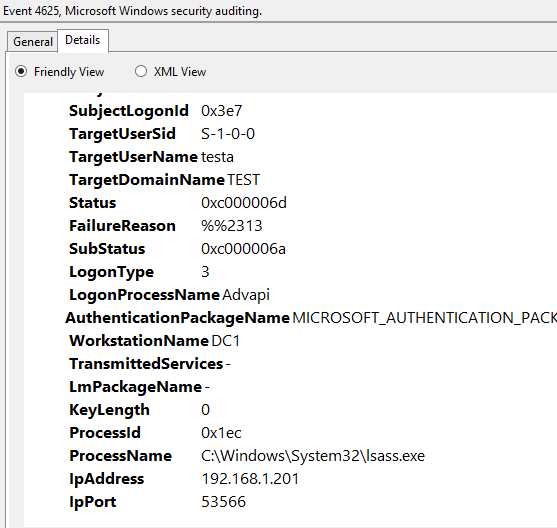 Event 4625, Microsoft Windows security auditing.
General Details
Friendly View XML View
SubjectLogonId 0x3e7
TargetUserSid S-1-0-0
TargetUserName testa
TargetDomainName TEST
Status 0xc000006d
FailureReason %%2313
SubStatus 0xc000006a
LogonType 3
LogonProcessName Advapi
AuthenticationPackageName MICROSOFT_AUTHENTICATION_PACK
WorkstationName DC1
TransmittedServices -
LmPackageName -
KeyLength 0
ProcessId 0x1ec
ProcessName C:\Windows\System32\lsass.exe
IpAddress 192.168.1.201
IpPort 53566